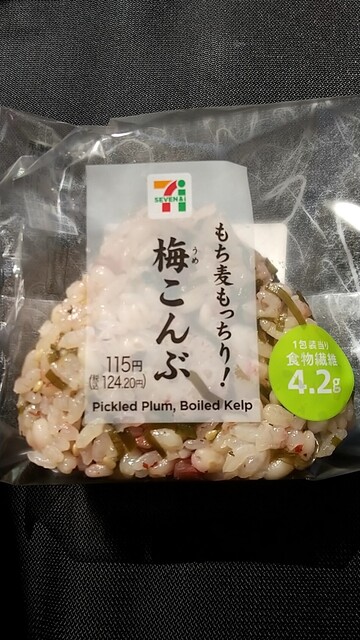 SEVEN & i
もち麦もっちり!
梅こんぶ
うめ
115円
(税込124.20円)
Pickled Plum, Boiled Kelp
1包装当り
食物繊維
4.2g